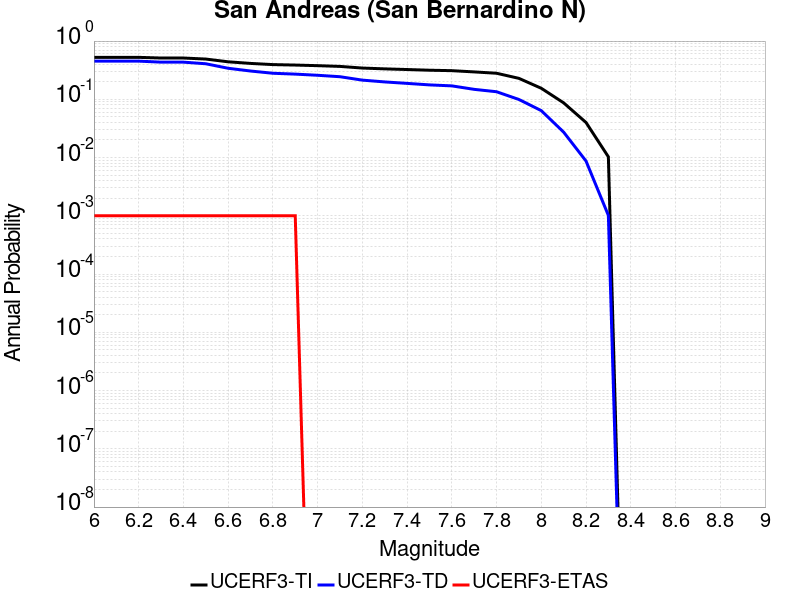 San Andreas (San Bernardino N)
10^0
10^-1
10^-2
10^-3
10^-4
10^-5
10^-6
10^-7
10^-8
Annual Probability
6 6.2 6.4 6.6 6.8 7 7.2 7.4 7.6 7.8 8 8.2 8.4 8.6 8.8 9
Magnitude
UCERF3-TI UCERF3-TD UCERF3-ETAS